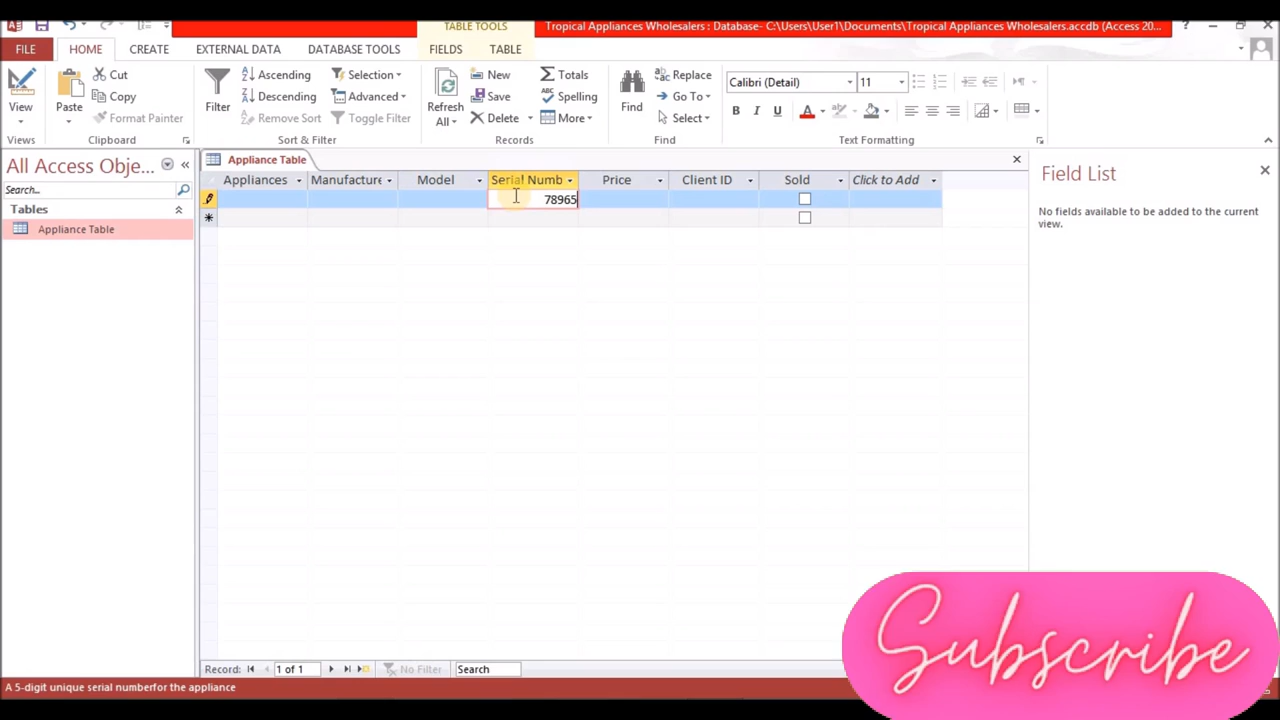 TABLE TOOLS
Tropical Appliances Wholesalers : Database- C:\Users\User1\Documents\Tropical Appliances Wholesalers.accdb (Access 20...
FILE HOME CREATE EXTERNAL DATA DATABASE TOOLS FIELDS TABLE
View
Views
Paste
Cut
Copy
Format Painter
Clipboard
Filter
Ascending
Descending
Remove Sort
Selection
Advanced
Toggle Filter
Sort & Filter
Refresh
All
New
Save
Delete
Totals
Spelling
More
Records
Find
Replace
Go To
Select
Find
Calibri (Detail) 11
B I U A
Text Formatting
All Access Obje...
Search...
Tables
Appliance Table
Appliance Table
Appliances Manufacture Model Serial Numb Price Client ID Sold Click to Add
78965
Record: 1 of 1 No Filter Search
Field List
No fields available to be added to the current
view.
A 5-digit unique serial numberfor the appliance
Subscribe